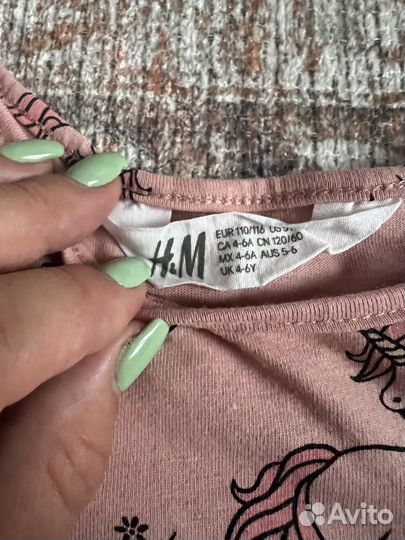 H&M
EUR 110/116
CA 4-6A CN 120/60
MX 4-6A AUS 5-6
UK 4-6Y
Avito